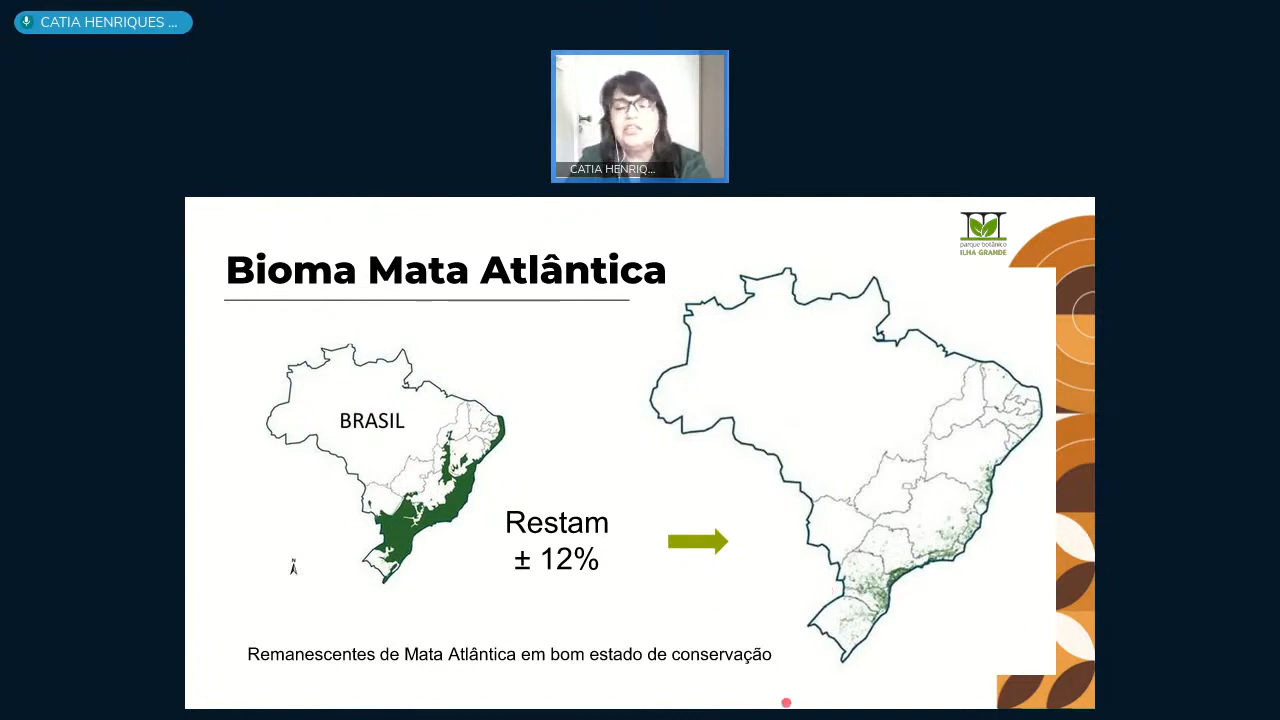 CATIA HENRIQUES ...
CATIA HENRIQ...
parque botânico
ILHA GRANDE
Bioma Mata Atlântica
BRASIL
Restam
± 12%
N
Remanescentes de Mata Atlântica em bom estado de conservação